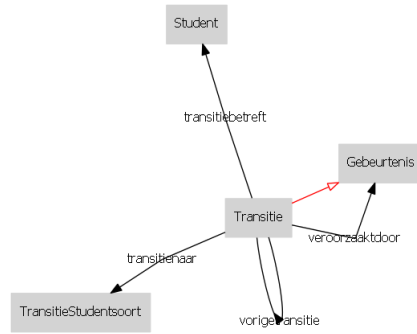 Student
transitiebetreft
Gebeurtenis
Transitie
veroorzaaktdoor
transitienaar
TransitieStudentsoort
vorigetransitie